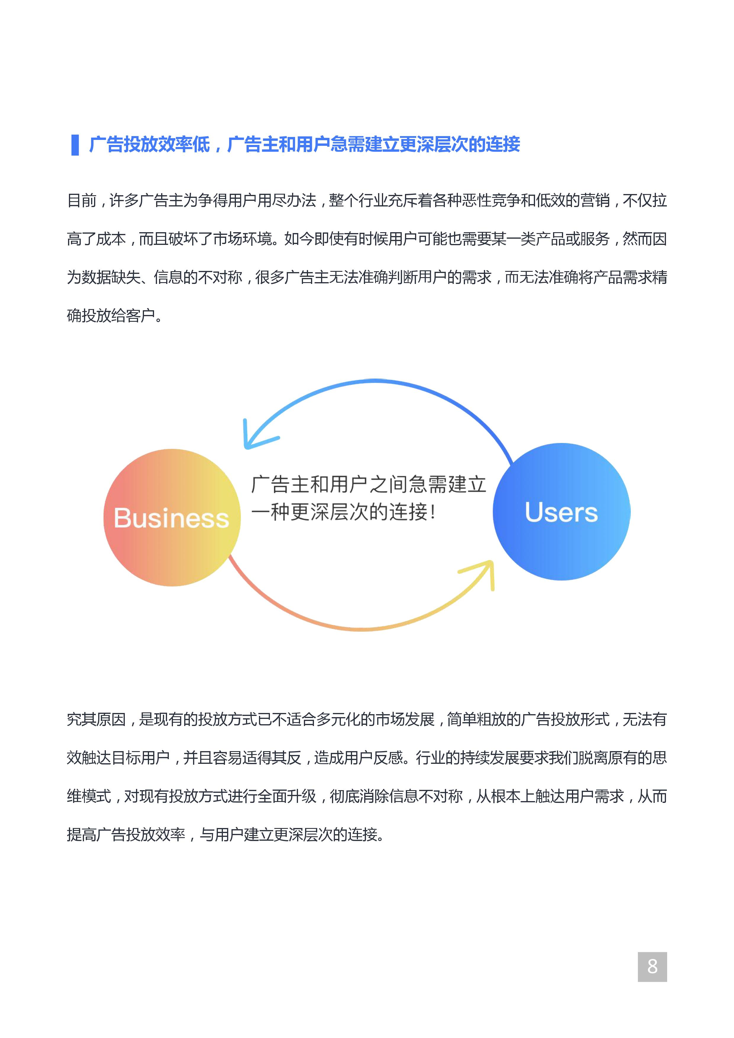 广告投放效率低，广告主和用户急需建立更深层次的连接
目前，许多广告主为争得用户用尽办法，整个行业充斥着各种恶性竞争和低效的营销，不仅拉
高了成本，而且破坏了市场环境。如今即使有时候用户可能也需要某一类产品或服务，然而因
为数据缺失、信息的不对称，很多广告主无法准确判断用户的需求，而无法准确将产品需求精
确投放给客户。
广告主和用户之间急需建立
一种更深层次的连接！
Business
Users
究其原因，是现有的投放方式已不适合多元化的市场发展，简单粗放的广告投放形式，无法有
效触达目标用户，并且容易适得其反，造成用户反感。行业的持续发展要求我们脱离原有的思
维模式，对现有投放方式进行全面升级，彻底消除信息不对称，从根本上触达用户需求，从而
提高广告投放效率，与用户建立更深层次的连接。
8